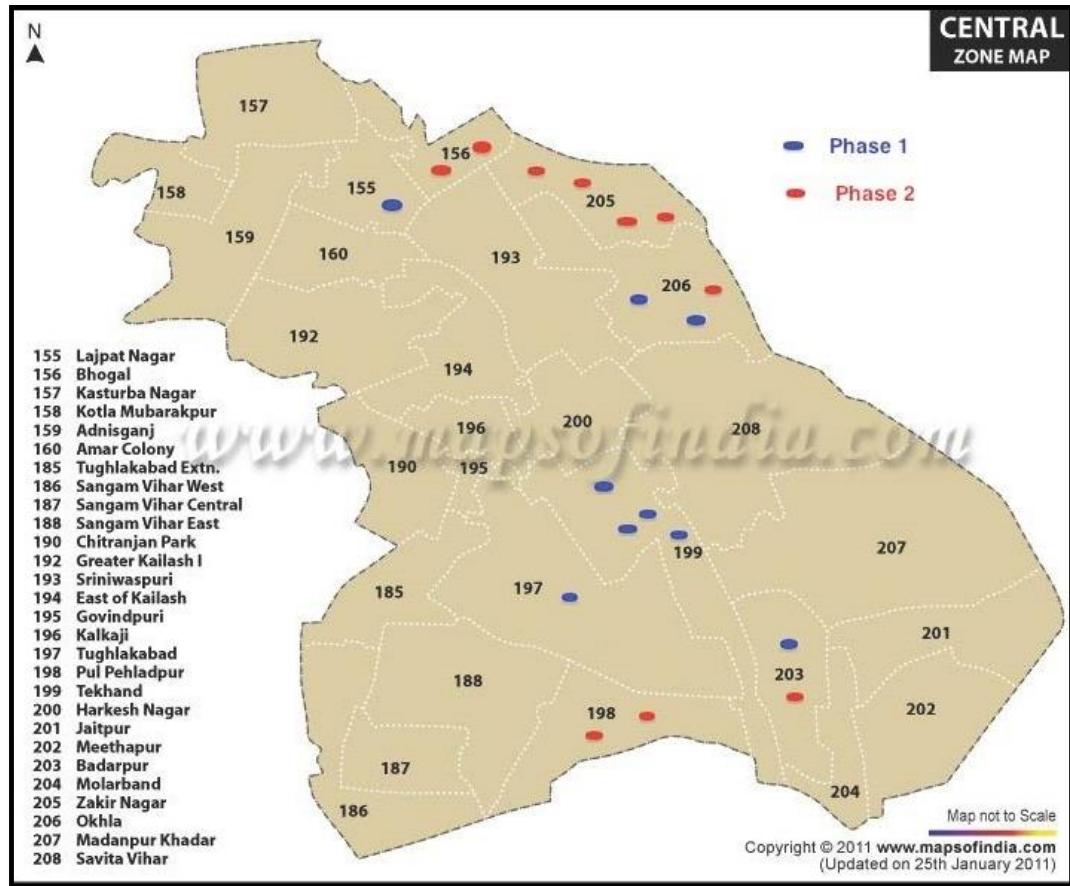 N
CENTRAL
ZONE MAP
Phase 1
Phase 2
157
156
158
155
205
159
160
193
206
192
194
196
200
208
190
195
www.mapsofindia.com
199
207
185
197
201
203
188
198
202
187
204
186
155 Lajpat Nagar
156 Bhogal
157 Kasturba Nagar
158 Kotla Mubarakpur
159 Adnisganj
160 Amar Colony
185 Tughlakabad Extn.
186 Sangam Vihar West
187 Sangam Vihar Central
188 Sangam Vihar East
190 Chitranjan Park
192 Greater Kailash I
193 Sriniwaspuri
194 East of Kailash
195 Govindpuri
196 Kalkaji
197 Tughlakabad
198 Pul Pehladpur
199 Tekhand
200 Harkesh Nagar
201 Jaitpur
202 Meethapur
203 Badarpur
204 Molarband
205 Zakir Nagar
206 Okhla
207 Madanpur Khadar
208 Savita Vihar
Map not to Scale
Copyright © 2011 www.mapsofindia.com
(Updated on 25th January 2011)